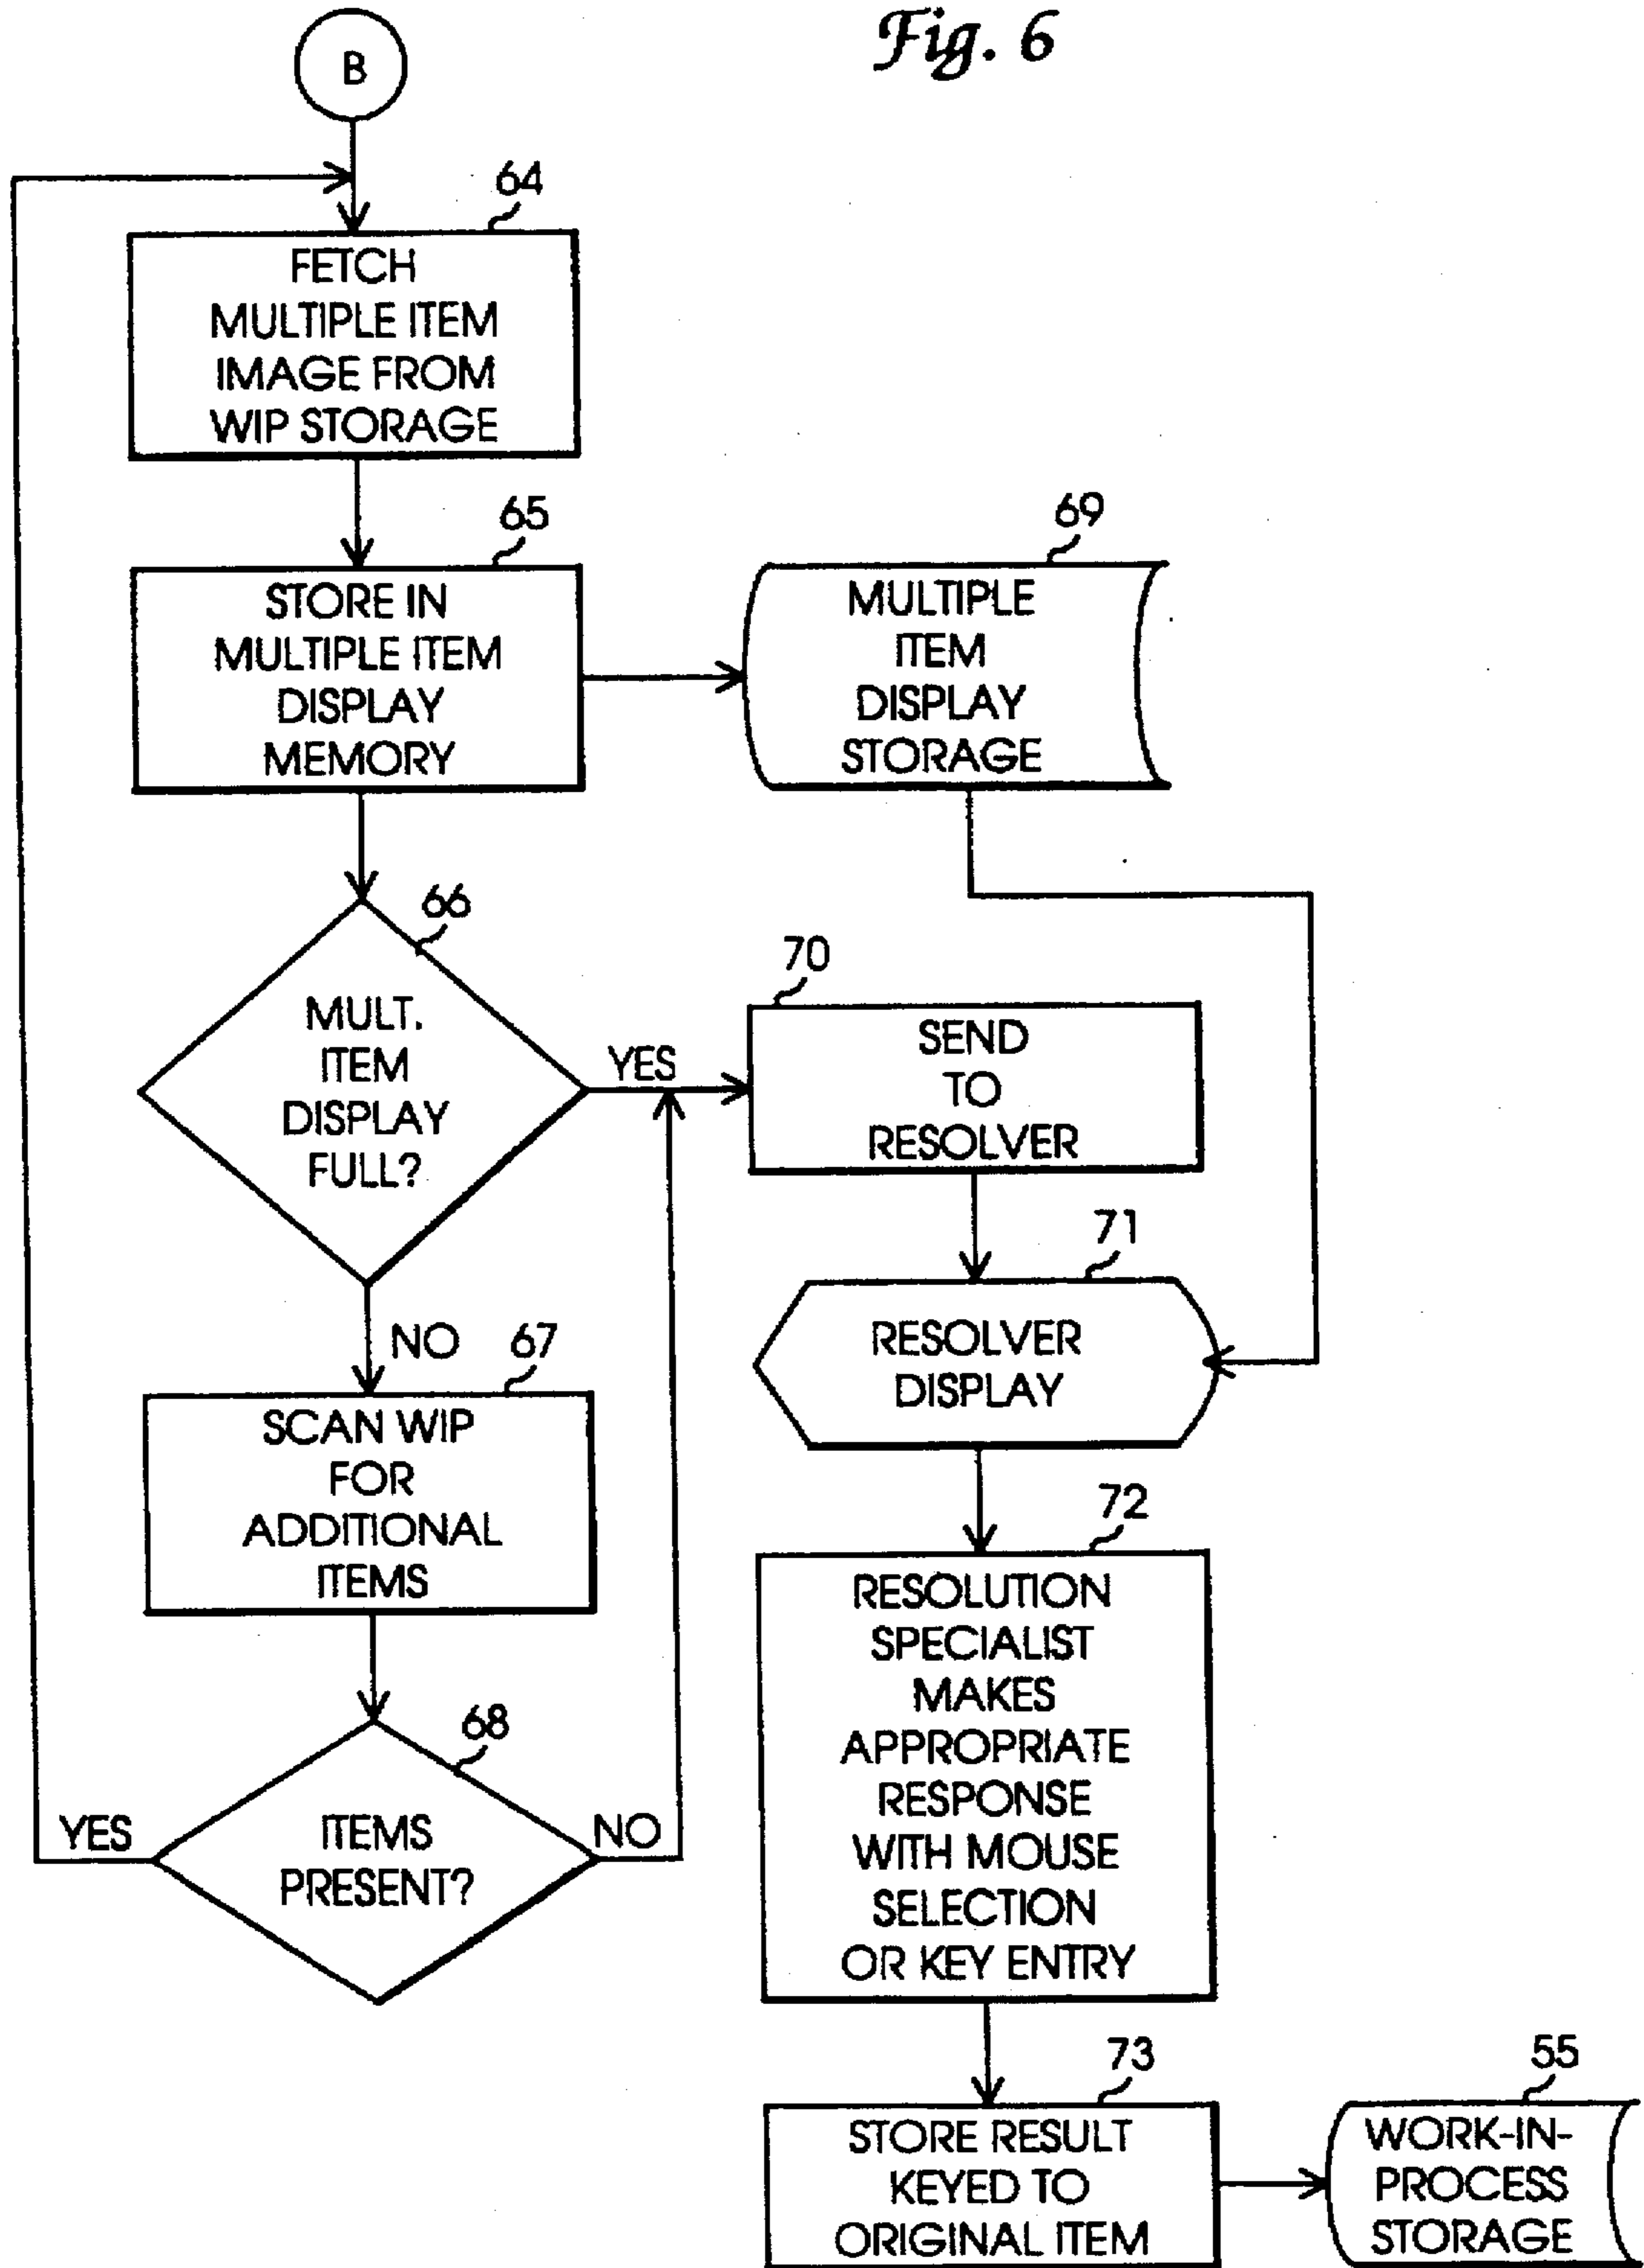 Fig. 6
B
64
FETCH
MULTIPLE ITEM
IMAGE FROM
WIP STORAGE
65
STORE IN
MULTIPLE ITEM
DISPLAY
MEMORY
69
MULTIPLE
ITEM
DISPLAY
STORAGE
66
MULT.
ITEM
DISPLAY
FULL?
YES
NO
70
SEND
TO
RESOLVER
71
RESOLVER
DISPLAY
67
SCAN WIP
FOR
ADDITIONAL
ITEMS
68
ITEMS
PRESENT?
YES
NO
72
RESOLUTION
SPECIALIST
MAKES
APPROPRIATE
RESPONSE
WITH MOUSE
SELECTION
OR KEY ENTRY
73
STORE RESULT
KEYED TO
ORIGINAL ITEM
55
WORK-IN-
PROCESS
STORAGE